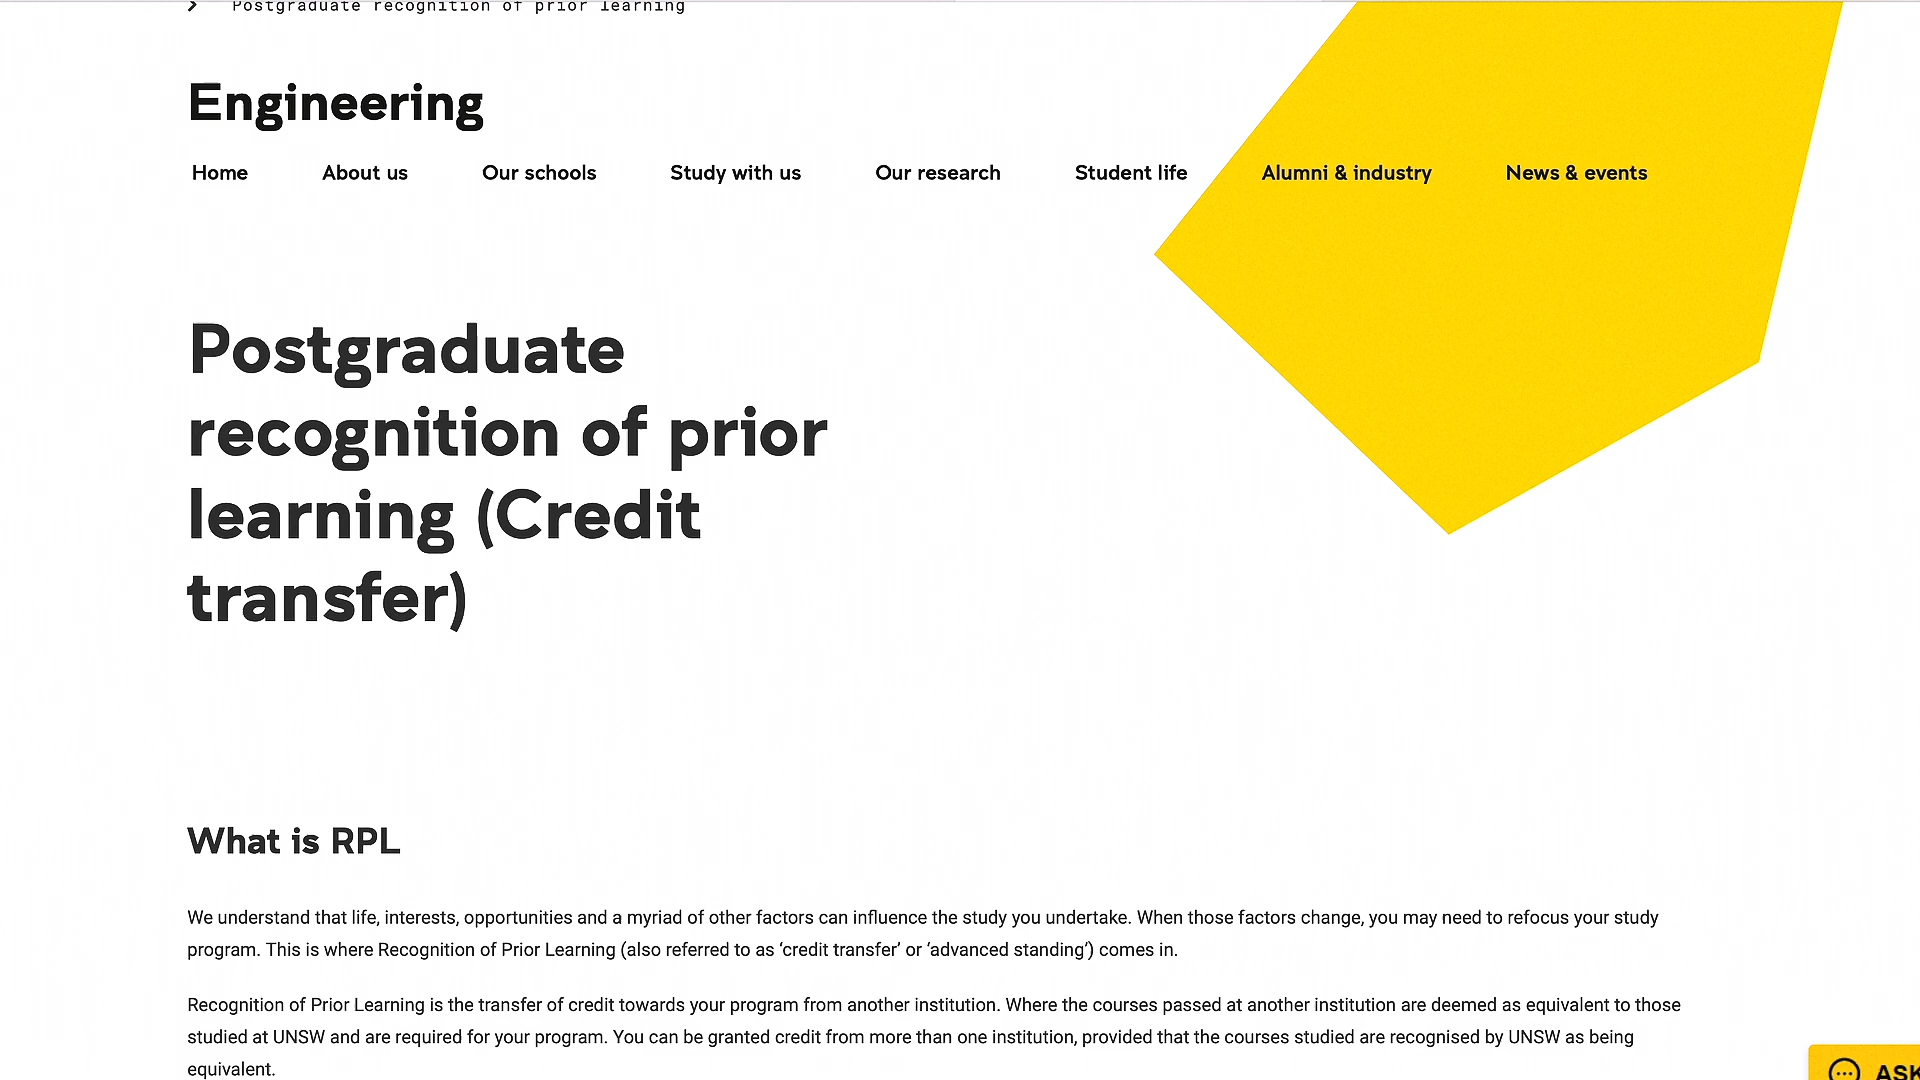 Postgraduate recognition of prior learning
Engineering
Home About us Our schools Study with us Our research Student life Alumni & industry News & events
Postgraduate
recognition of prior
learning (Credit
transfer)
What is RPL
We understand that life, interests, opportunities and a myriad of other factors can influence the study you undertake. When those factors change, you may need to refocus your study
program. This is where Recognition of Prior Learning (also referred to as ‘credit transfer’ or ‘advanced standing’) comes in.
Recognition of Prior Learning is the transfer of credit towards your program from another institution. Where the courses passed at another institution are deemed as equivalent to those
studied at UNSW and are required for your program. You can be granted credit from more than one institution, provided that the courses studied are recognised by UNSW as being
equivalent.
ASK